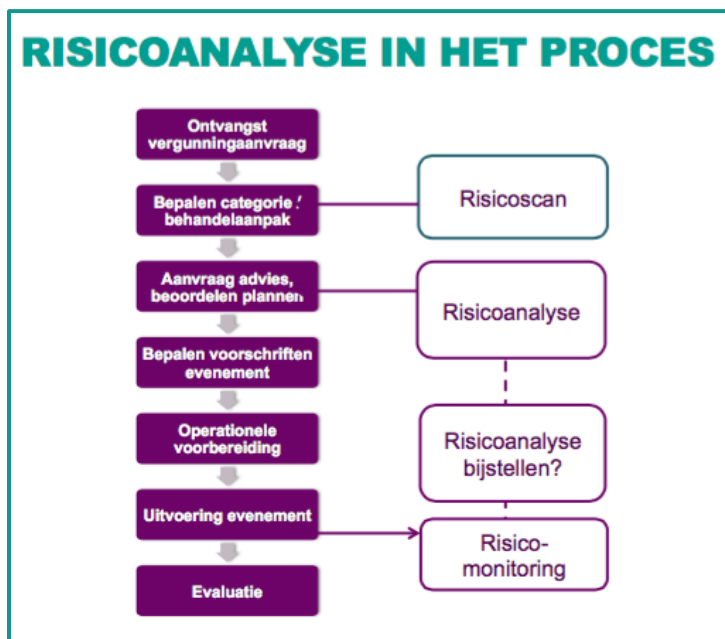 RISICOANALYSE IN HET PROCES
Ontvangst
vergunningaanvraag
Bepalen categorie /
behandelaanpak
Risicoscan
Aanvraag advies,
beoordelen plannen
Risicoanalyse
Bepalen voorschriften
evenement
Operationele
voorbereiding
Risicoanalyse
bijstellen?
Uitvoering evenement
Risico-
monitoring
Evaluatie